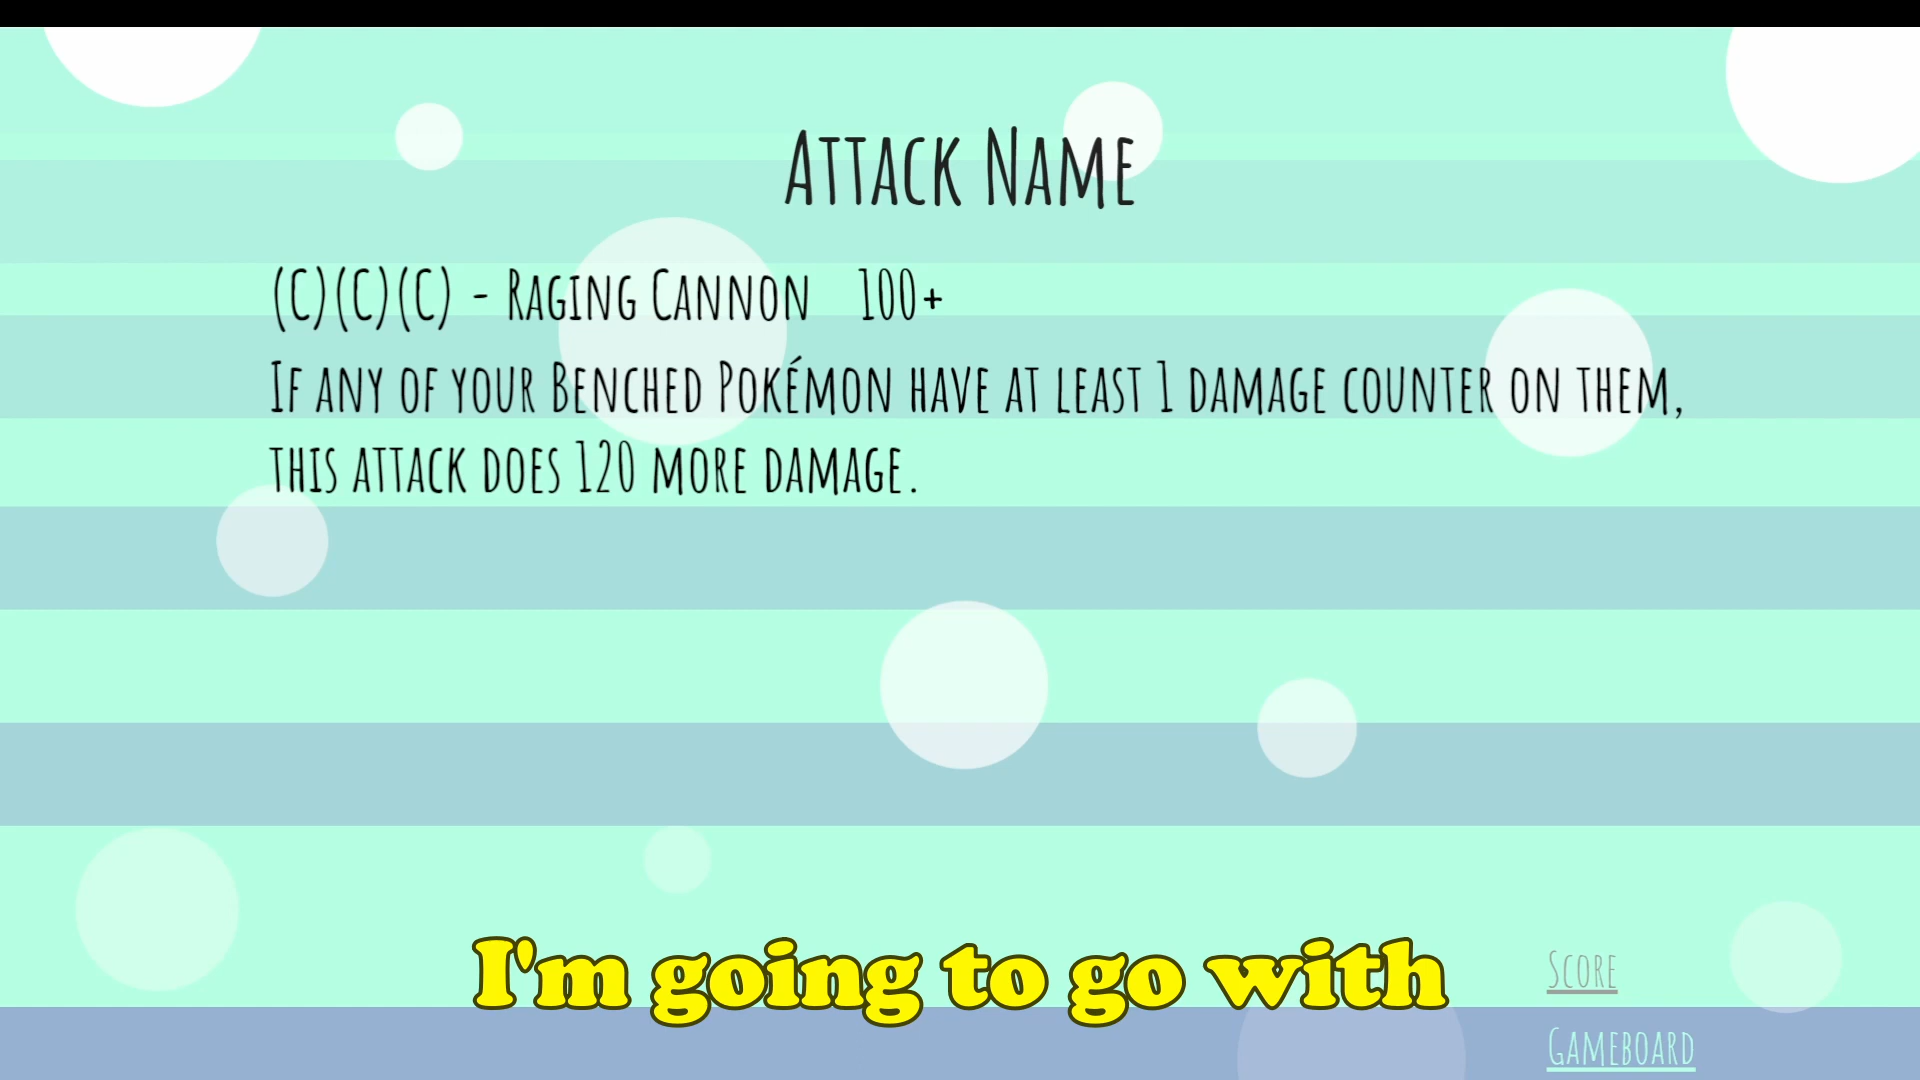 Attack Name
(C)(C)(C) - Raging Cannon 100+
If any of your Benched Pokémon have at least 1 damage counter on them,
this attack does 120 more damage.
I'm going to go with
Score
Gameboard